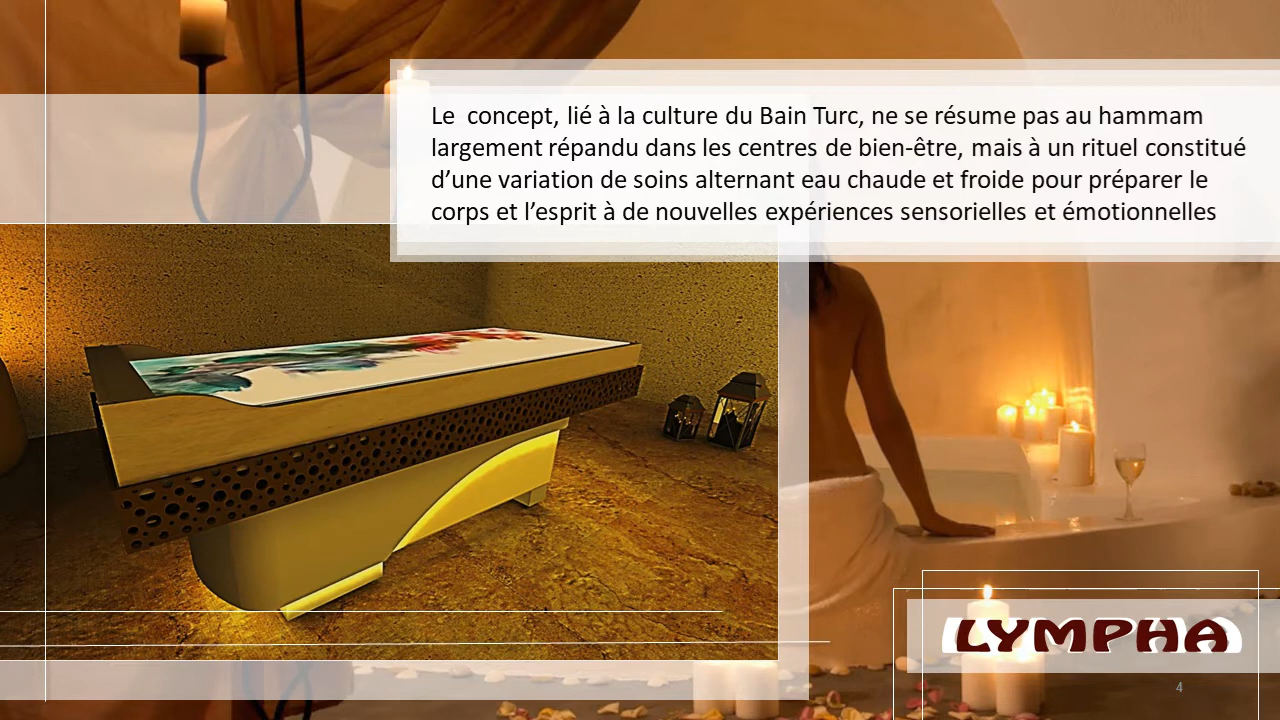 Le  concept, lié à la culture du Bain Turc, ne se résume pas au hammam
largement répandu dans les centres de bien-être, mais à un rituel constitué
d’une variation de soins alternant eau chaude et froide pour préparer le
corps et l’esprit à de nouvelles expériences sensorielles et émotionnelles
LYMPHA
4